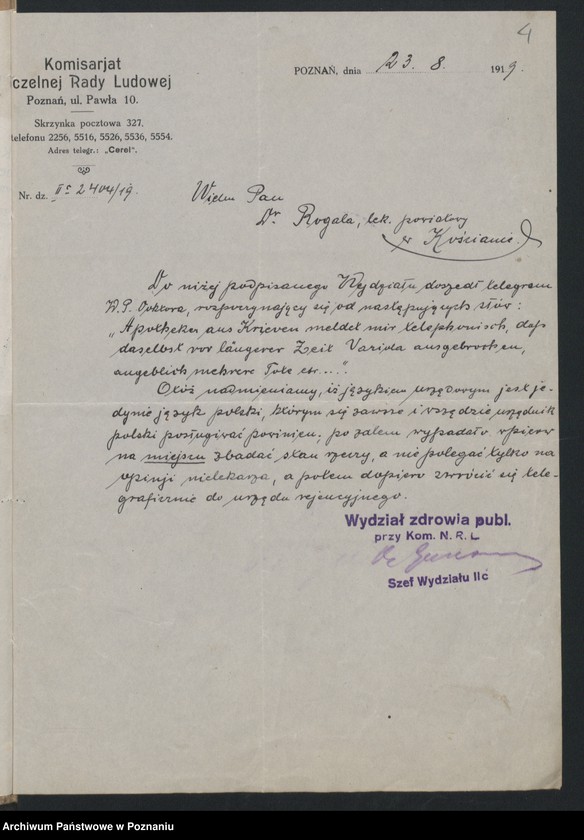 4
Komisarjat
czelnej Rady Ludowej
Poznań, ul. Pawła 10.
Skrzynka pocztowa 327.
telefonu 2256, 5516, 5526, 5536, 5554.
Adres telegr.: „Cerel".
POZNAŃ, dnia 23. 8. 1919.
Nr. dz. IIc 2404/19.
Wielm Pan
Dr. Rogala, lek. powiatowy
w Kościanie.
Do niżej podpisanego Wydziału doszedł telegram
W.P. Doktora, rozpoczynający się od następujących słów:
„Apotheker aus Kriewen meldet mir telephonisch, daß
daselbst vor längerer Zeit Variola ausgebrochen,
angeblich mehrere Tote etc....".
Otóż nadmieniamy, iż językiem urzędowym jest je-
dynie język polski, którym się zawsze i wszędzie urzędnik
polski posługiwać powinien; po zatem wypadało wpierw
na miejscu zbadać stan rzeczy, a nie polegać tylko na
opinji nielekarza, a potem dopiero zwrócić się tele-
graficznie do urzędu rejencyjnego.
Wydział zdrowia publ.
przy Kom. N. R. L.
Dr
Szef Wydziału IIc
Archiwum Państwowe w Poznaniu